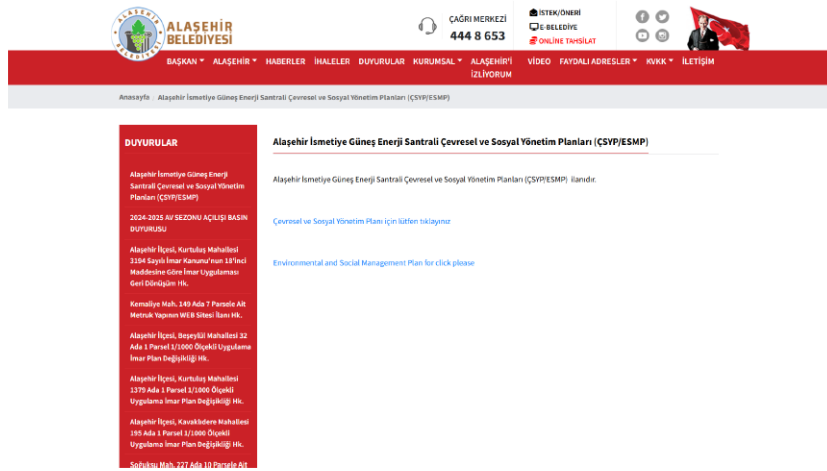 ALAŞEHİR
BELEDİYESİ
ÇAĞRI MERKEZİ
444 8 653
İSTEK/ÖNERİ
E-BELEDİYE
ONLİNE TAHSİLAT
BAŞKAN ALAŞEHİR HABERLER İHALELER DUYURULAR KURUMSAL ALAŞEHİR'İ İZLİYORUM VİDEO FAYDALI ADRESLER KVKK İLETİŞİM
Anasayfa Alaşehir İsmetiye Güneş Enerji Santrali Çevresel ve Sosyal Yönetim Planları (ÇSYP/ESMP)
DUYURULAR
Alaşehir İsmetiye Güneş Enerji
Santrali Çevresel ve Sosyal Yönetim
Planları (ÇSYP/ESMP)
2024-2025 AV SEZONU AÇILIŞI BASIN
DUYURUSU
Alaşehir İlçesi, Kurtuluş Mahallesi
3194 Sayılı İmar Kanunu'nun 18'inci
Maddesine Göre İmar Uygulaması
Geri Dönüşüm Hk.
Kemaliye Mah. 149 Ada 7 Parsele Ait
Metruk Yapının WEB Sitesi İlanı Hk.
Alaşehir İlçesi, Beşeylül Mahallesi 32
Ada 1 Parsel 1/1000 Ölçekli Uygulama
İmar Plan Değişikliği Hk.
Alaşehir İlçesi, Kurtuluş Mahallesi
1379 Ada 1 Parsel 1/1000 Ölçekli
Uygulama İmar Plan Değişikliği Hk.
Alaşehir İlçesi, Kavaklıdere Mahallesi
195 Ada 1 Parsel 1/1000 Ölçekli
Uygulama İmar Plan Değişikliği Hk.
Soğuksu Mah. 227 Ada 10 Parsele Ait
Alaşehir İsmetiye Güneş Enerji Santrali Çevresel ve Sosyal Yönetim Planları (ÇSYP/ESMP)
Alaşehir İsmetiye Güneş Enerji Santrali Çevresel ve Sosyal Yönetim Planları (ÇSYP/ESMP) ilanıdır.
Çevresel ve Sosyal Yönetim Planı için lütfen tıklayınız
Environmental and Social Management Plan for click please